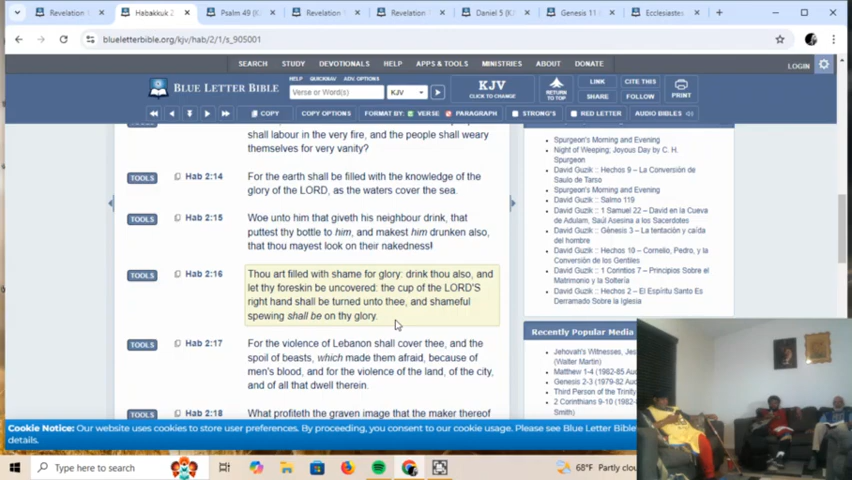 Revelation 1
Habakkuk 2
Psalm 49 (K
Revelation 1
Revelation 1
Daniel 5 (KJ
Genesis 11
Ecclesiastes
blueletterbible.org/kjv/hab/2/1/s_905001
SEARCH STUDY DEVOTIONALS HELP APPS & TOOLS MINISTRIES ABOUT DONATE
LOGIN
BLUE LETTER BIBLE
HELP QUICKNAV ADV. OPTIONS
Verse or Word(s)
KJV
KJV
CLICK TO CHANGE
RETURN
TO TOP
LINK
SHARE
CITE THIS
FOLLOW
PRINT
COPY COPY OPTIONS FORMAT BY: VERSE PARAGRAPH STRONG'S RED LETTER AUDIO BIBLES
shall labour in the very fire, and the people shall weary
themselves for very vanity?
TOOLS Hab 2:14 For the earth shall be filled with the knowledge of the
glory of the LORD, as the waters cover the sea.
TOOLS Hab 2:15 Woe unto him that giveth his neighbour drink, that
puttest thy bottle to him, and makest him drunken also,
that thou mayest look on their nakedness!
TOOLS Hab 2:16 Thou art filled with shame for glory: drink thou also, and
let thy foreskin be uncovered: the cup of the LORD'S
right hand shall be turned unto thee, and shameful
spewing shall be on thy glory.
TOOLS Hab 2:17 For the violence of Lebanon shall cover thee, and the
spoil of beasts, which made them afraid, because of
men's blood, and for the violence of the land, of the city,
and of all that dwell therein.
TOOLS Hab 2:18 What profiteth the graven image that the maker thereof
Spurgeon's Morning and Evening
Night of Weeping; Joyous Day by C. H.
Spurgeon
David Guzik :: Hechos 9 – La Conversión de
Saulo de Tarso
Spurgeon's Morning and Evening
David Guzik :: Salmo 119
David Guzik :: 1 Samuel 22 – David en la Cueva
de Adulam, Saúl Asesina a los Sacerdotes
David Guzik :: Génesis 3 – La tentación y caída
del hombre
David Guzik :: Hechos 10 – Cornelio, Pedro, y la
Conversión de los Gentiles
David Guzik :: 1 Corintios 7 – Principios Sobre el
Matrimonio y la Soltería
David Guzik :: Hechos 2 – El Espíritu Santo Es
Derramado Sobre la Iglesia
Recently Popular Media
Jehovah's Witnesses, Jes
(Walter Martin)
Matthew 1-4 (1982-85 Aud
Genesis 2-3 (1979-82 Aud
Third Person of the Trinity
2 Corinthians 9-10 (1982-
Smith)
Cookie Notice: Our website uses cookies to store user preferences. By proceeding, you consent to our cookie usage. Please see Blue Letter Bible
details.
Type here to search
68°F Partly clou